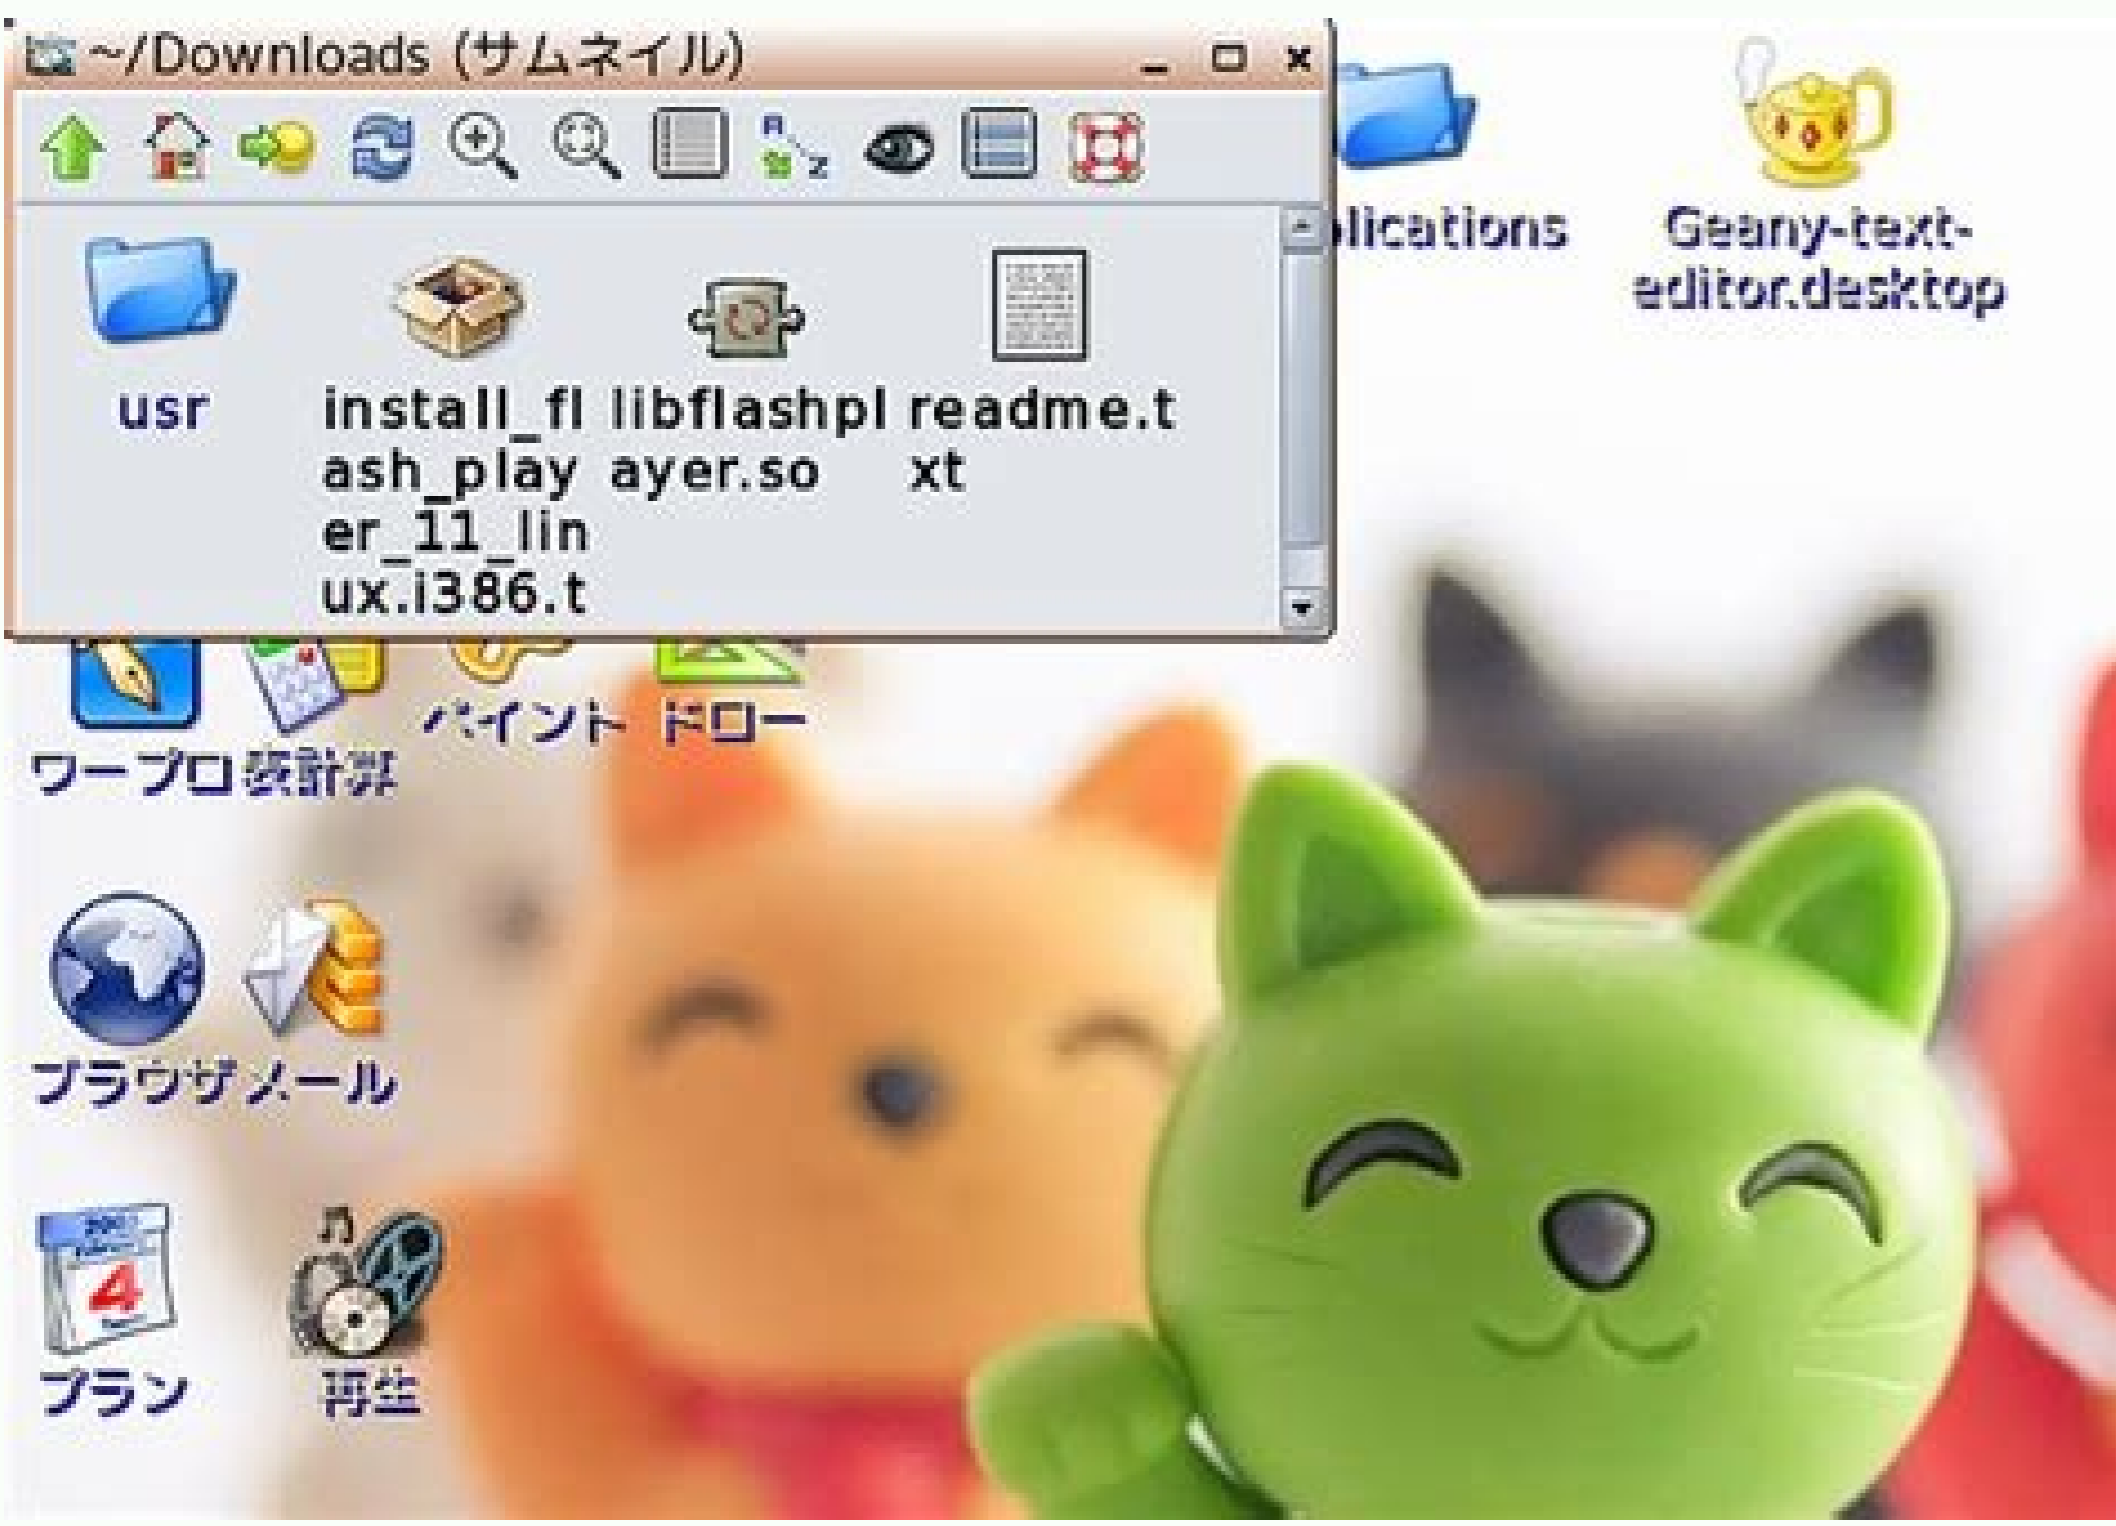 ~/Downloads (サムネイル)
usr
install_fl
ash_play
er_11_lin
ux.i386.t
libflashpl
ayer.so
readme.t
xt
plications
Geany-text-
editor.desktop
ワープロ
表計算
ペイント
ドロー
ブラウザ
メール
プラン
再生
4